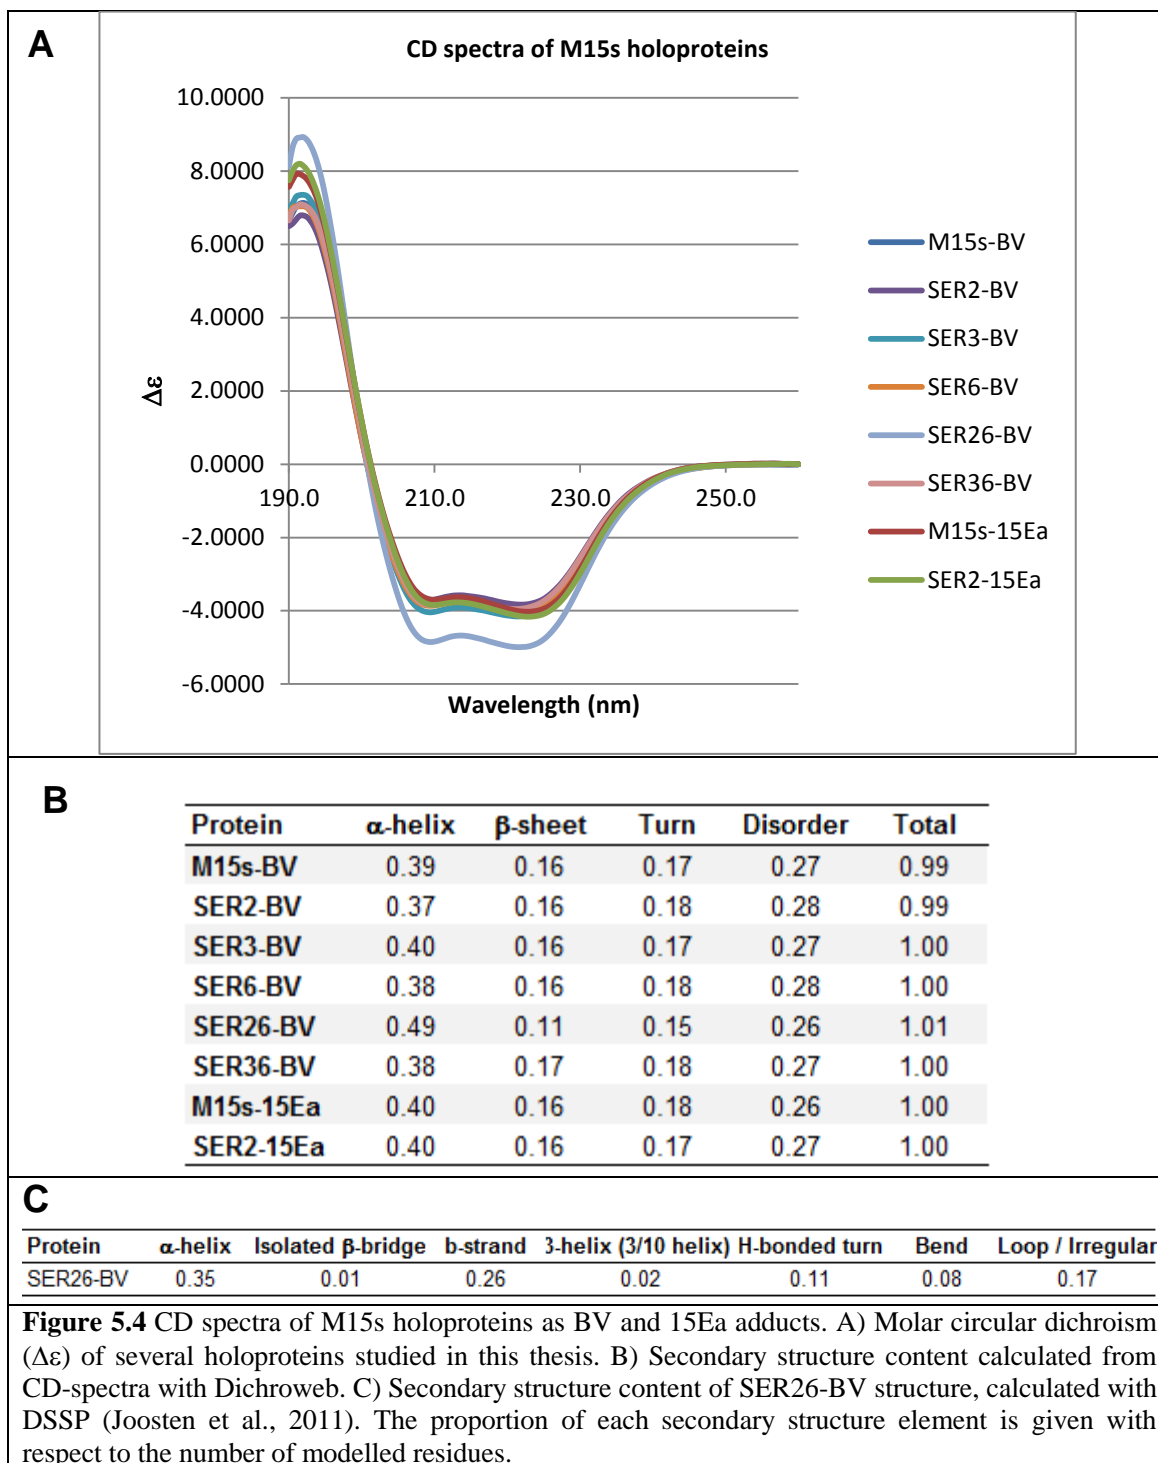 A
CD spectra of M15s holoproteins
10.0000
8.0000
6.0000
4.0000
2.0000
0.0000
-2.0000
-4.0000
-6.0000
Δε
190.0 210.0 230.0 250.0
Wavelength (nm)
M15s-BV
SER2-BV
SER3-BV
SER6-BV
SER26-BV
SER36-BV
M15s-15Ea
SER2-15Ea
B
Protein α-helix β-sheet Turn Disorder Total
M15s-BV 0.39 0.16 0.17 0.27 0.99
SER2-BV 0.37 0.16 0.18 0.28 0.99
SER3-BV 0.40 0.16 0.17 0.27 1.00
SER6-BV 0.38 0.16 0.18 0.28 1.00
SER26-BV 0.49 0.11 0.15 0.26 1.01
SER36-BV 0.38 0.17 0.18 0.27 1.00
M15s-15Ea 0.40 0.16 0.18 0.26 1.00
SER2-15Ea 0.40 0.16 0.17 0.27 1.00
C
Protein α-helix Isolated β-bridge b-strand 3-helix (3/10 helix) H-bonded turn Bend Loop / Irregular
SER26-BV 0.35 0.01 0.26 0.02 0.11 0.08 0.17
Figure 5.4 CD spectra of M15s holoproteins as BV and 15Ea adducts. A) Molar circular dichroism
(Δε) of several holoproteins studied in this thesis. B) Secondary structure content calculated from
CD-spectra with Dichroweb. C) Secondary structure content of SER26-BV structure, calculated with
DSSP (Joosten et al., 2011). The proportion of each secondary structure element is given with
respect to the number of modelled residues.